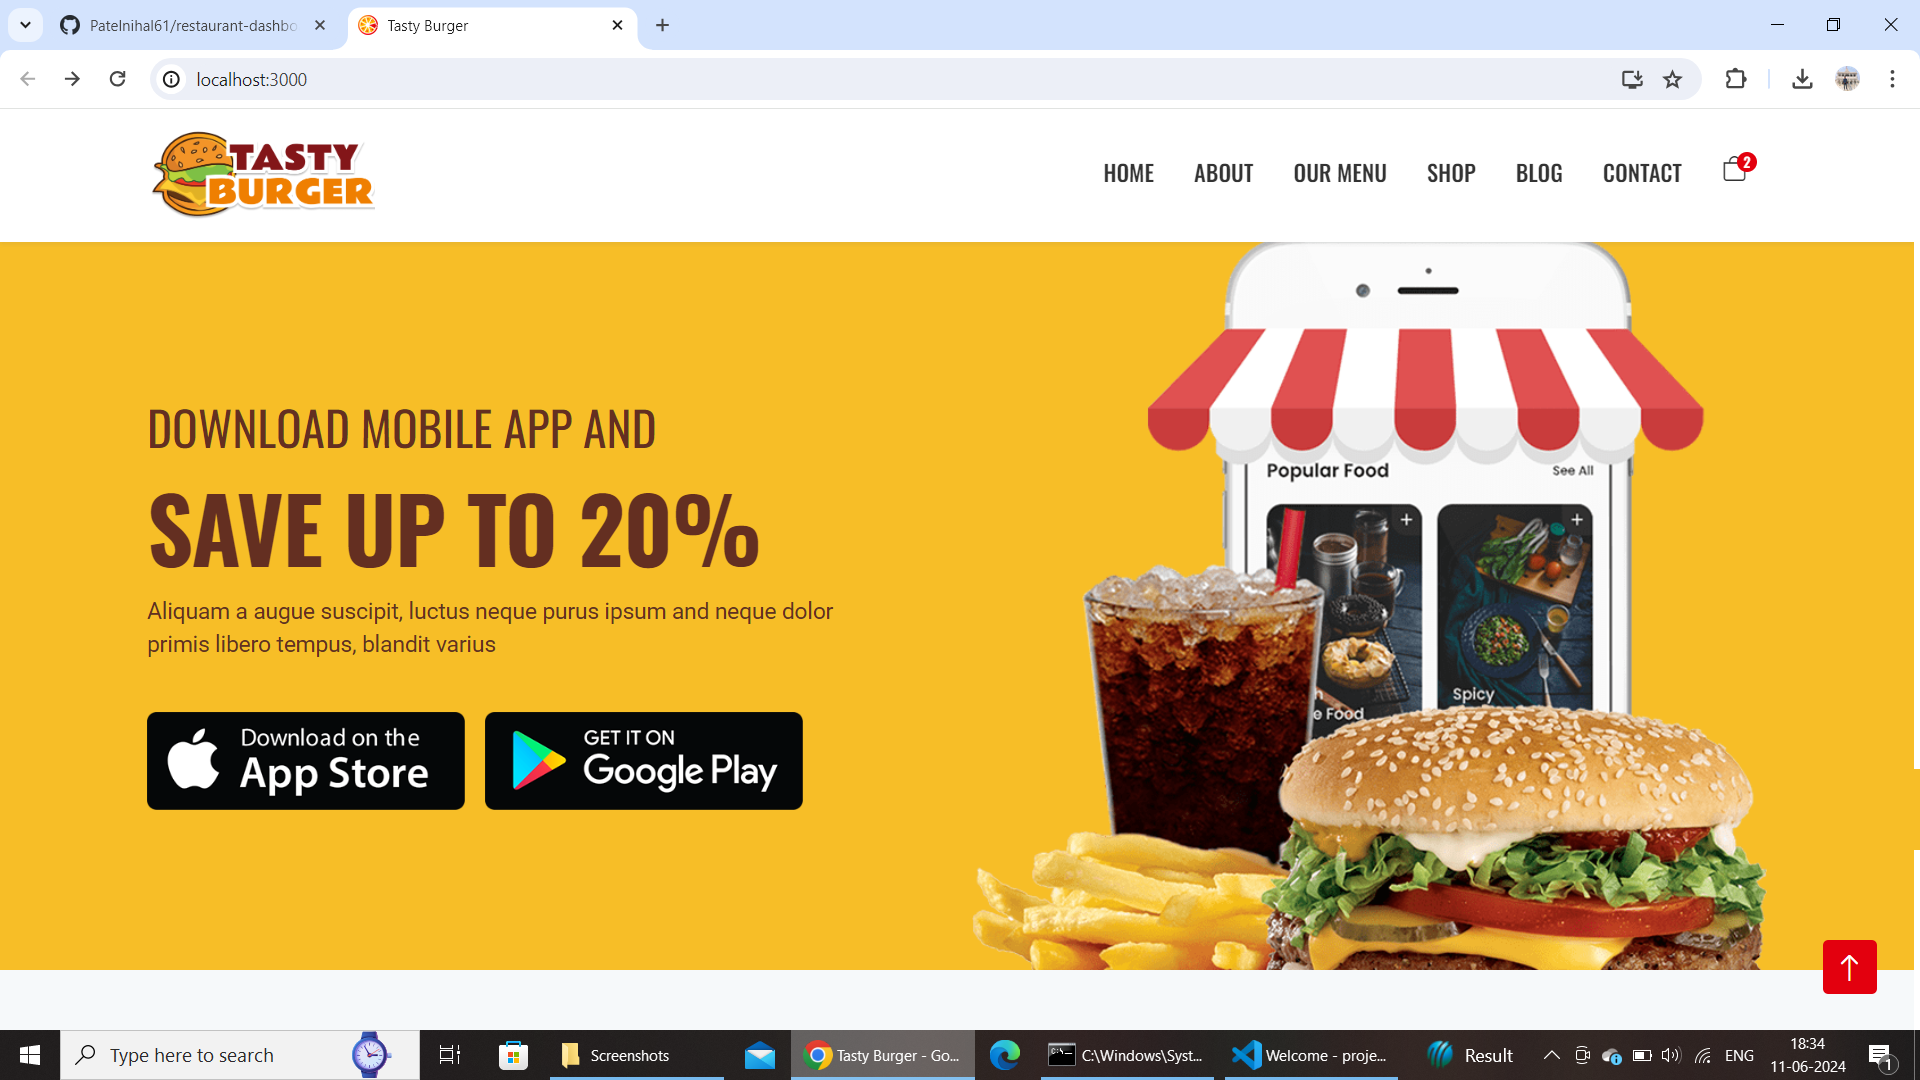 Patelnihal61/restaurant-dashbo
Tasty Burger
localhost:3000
TASTY
BURGER
HOME
ABOUT
OUR MENU
SHOP
BLOG
CONTACT
2
DOWNLOAD MOBILE APP AND
SAVE UP TO 20%
Aliquam a augue suscipit, luctus neque purus ipsum and neque dolor
primis libero tempus, blandit varius
Download on the
App Store
GET IT ON
Google Play
Popular Food
See All
Spicy
e Food
Type here to search
Screenshots
Tasty Burger - Go...
C:\Windows\Syst...
Welcome - proje...
Result
ENG
18:34
11-06-2024
1